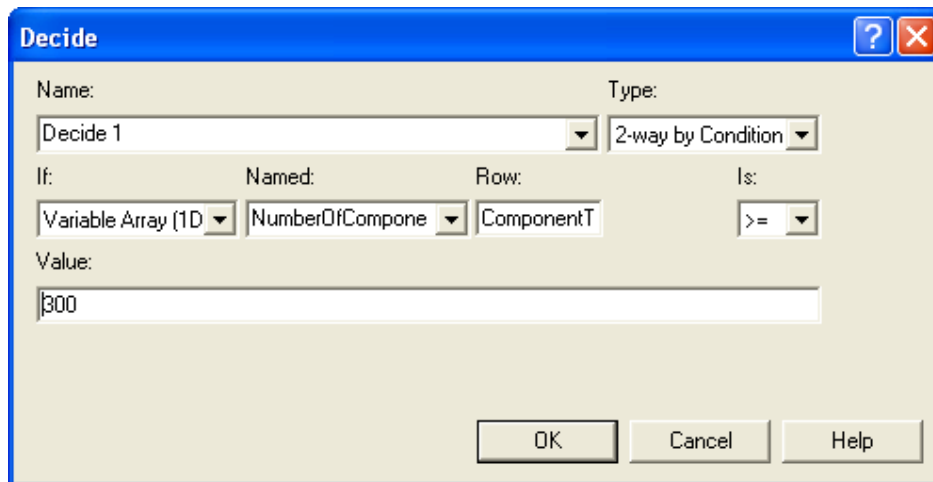 Decide
Name: Type:
Decide 1 2-way by Condition
If: Named: Row: Is:
Variable Array (1D NumberOfCompone ComponentT >=
Value:
300
OK Cancel Help